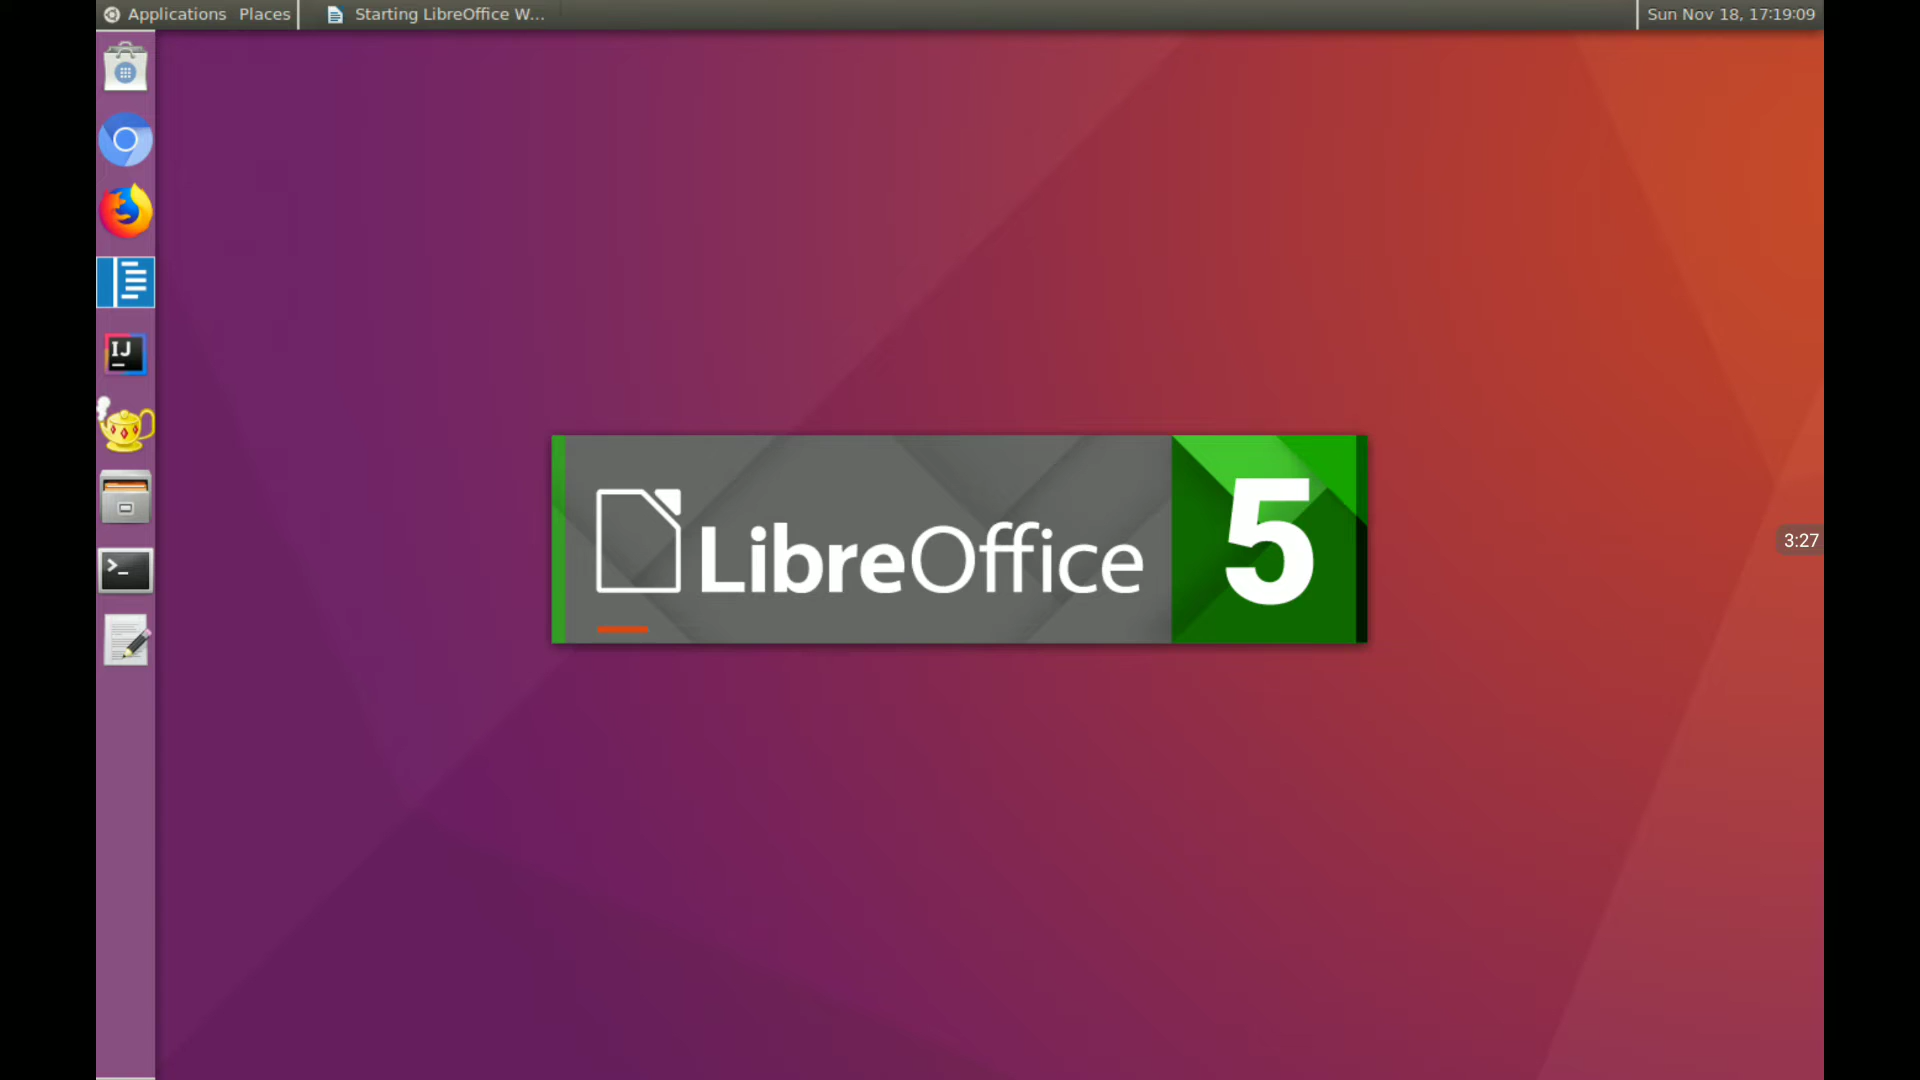 Applications Places Starting LibreOffice W... Sun Nov 18, 17:19:09
IJ
>_
LibreOffice 5
3:27